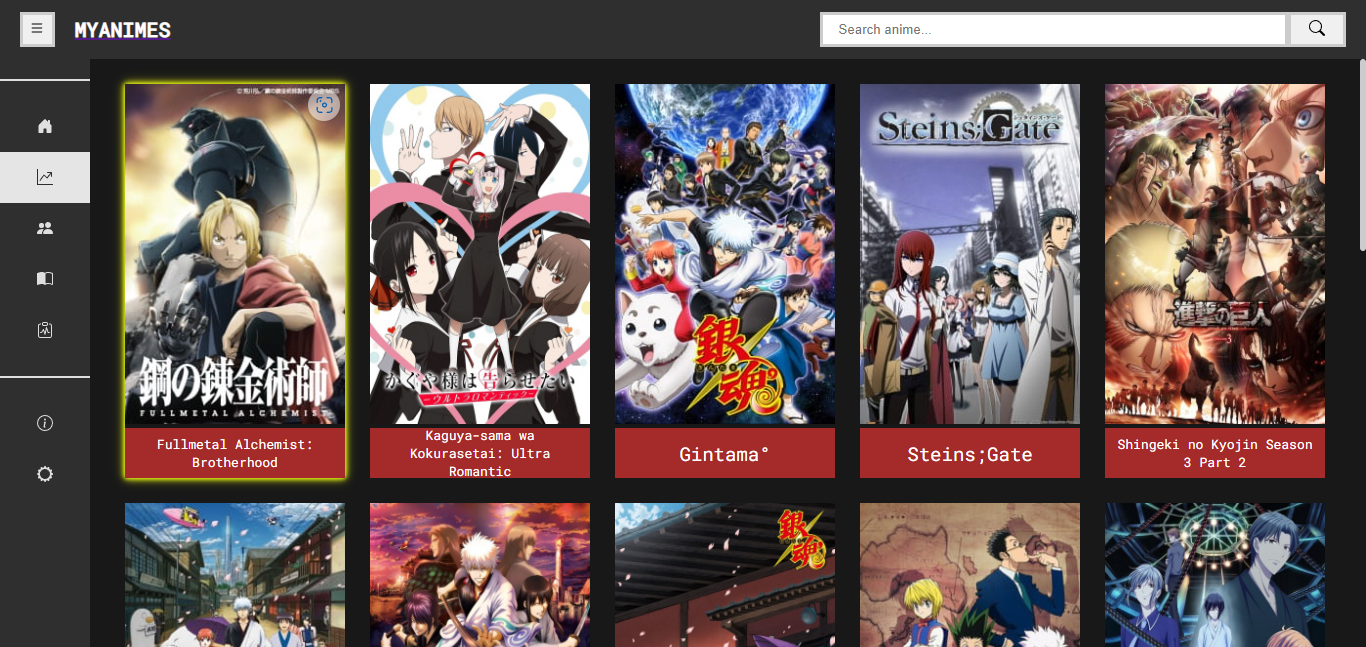 MYANIMES
Search anime...
鋼の錬金術師
FULLMETAL ALCHEMIST
かぐや様は告らせたい
ーウルトラロマンティックー
銀魂°
Steins;Gate
進撃の巨人
3
Fullmetal Alchemist:
Brotherhood
Kaguya-sama wa
Kokurasetai: Ultra
Romantic
Gintama°
Steins;Gate
Shingeki no Kyojin Season
3 Part 2
銀魂